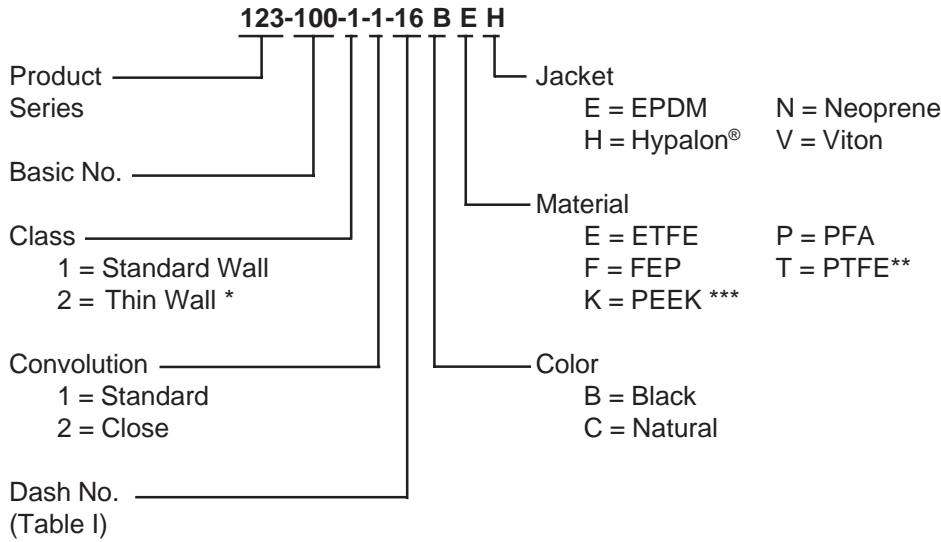 123-100-1-1-16 B E H
Product
Series
Basic No.
Class
1 = Standard Wall
2 = Thin Wall *
Convolution
1 = Standard
2 = Close
Dash No.
(Table I)
Jacket
E = EPDM N = Neoprene
H = Hypalon® V = Viton
Material
E = ETFE P = PFA
F = FEP T = PTFE**
K = PEEK ***
Color
B = Black
C = Natural